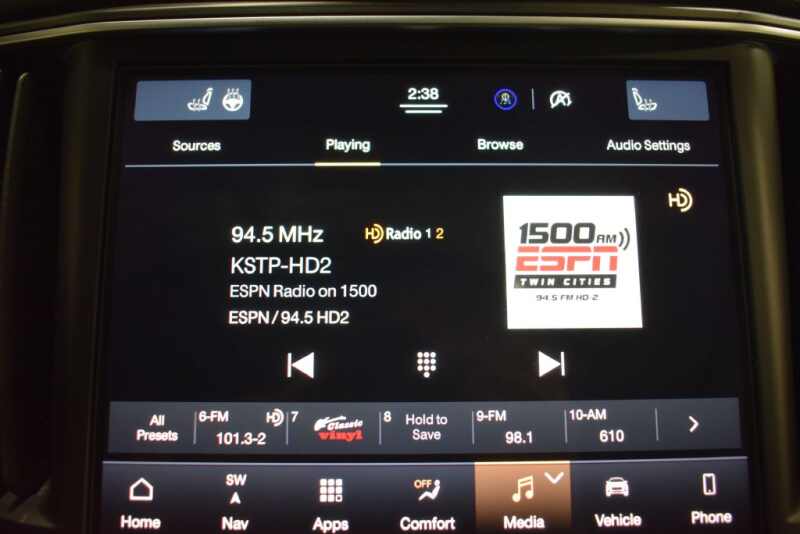 2:38
Sources Playing Browse Audio Settings
94.5 MHz HD Radio 1 2
KSTP-HD2
ESPN Radio on 1500
ESPN / 94.5 HD2
HD
1500 AM
ESPN
TWIN CITIES
94.5 FM HD-2
All Presets
6-FM HD
101.3-2
7
Classic
vinyl
8
Hold to Save
9-FM
98.1
10-AM
610
Home
SW
Nav
Apps
OFF
Comfort
Media
Vehicle
Phone